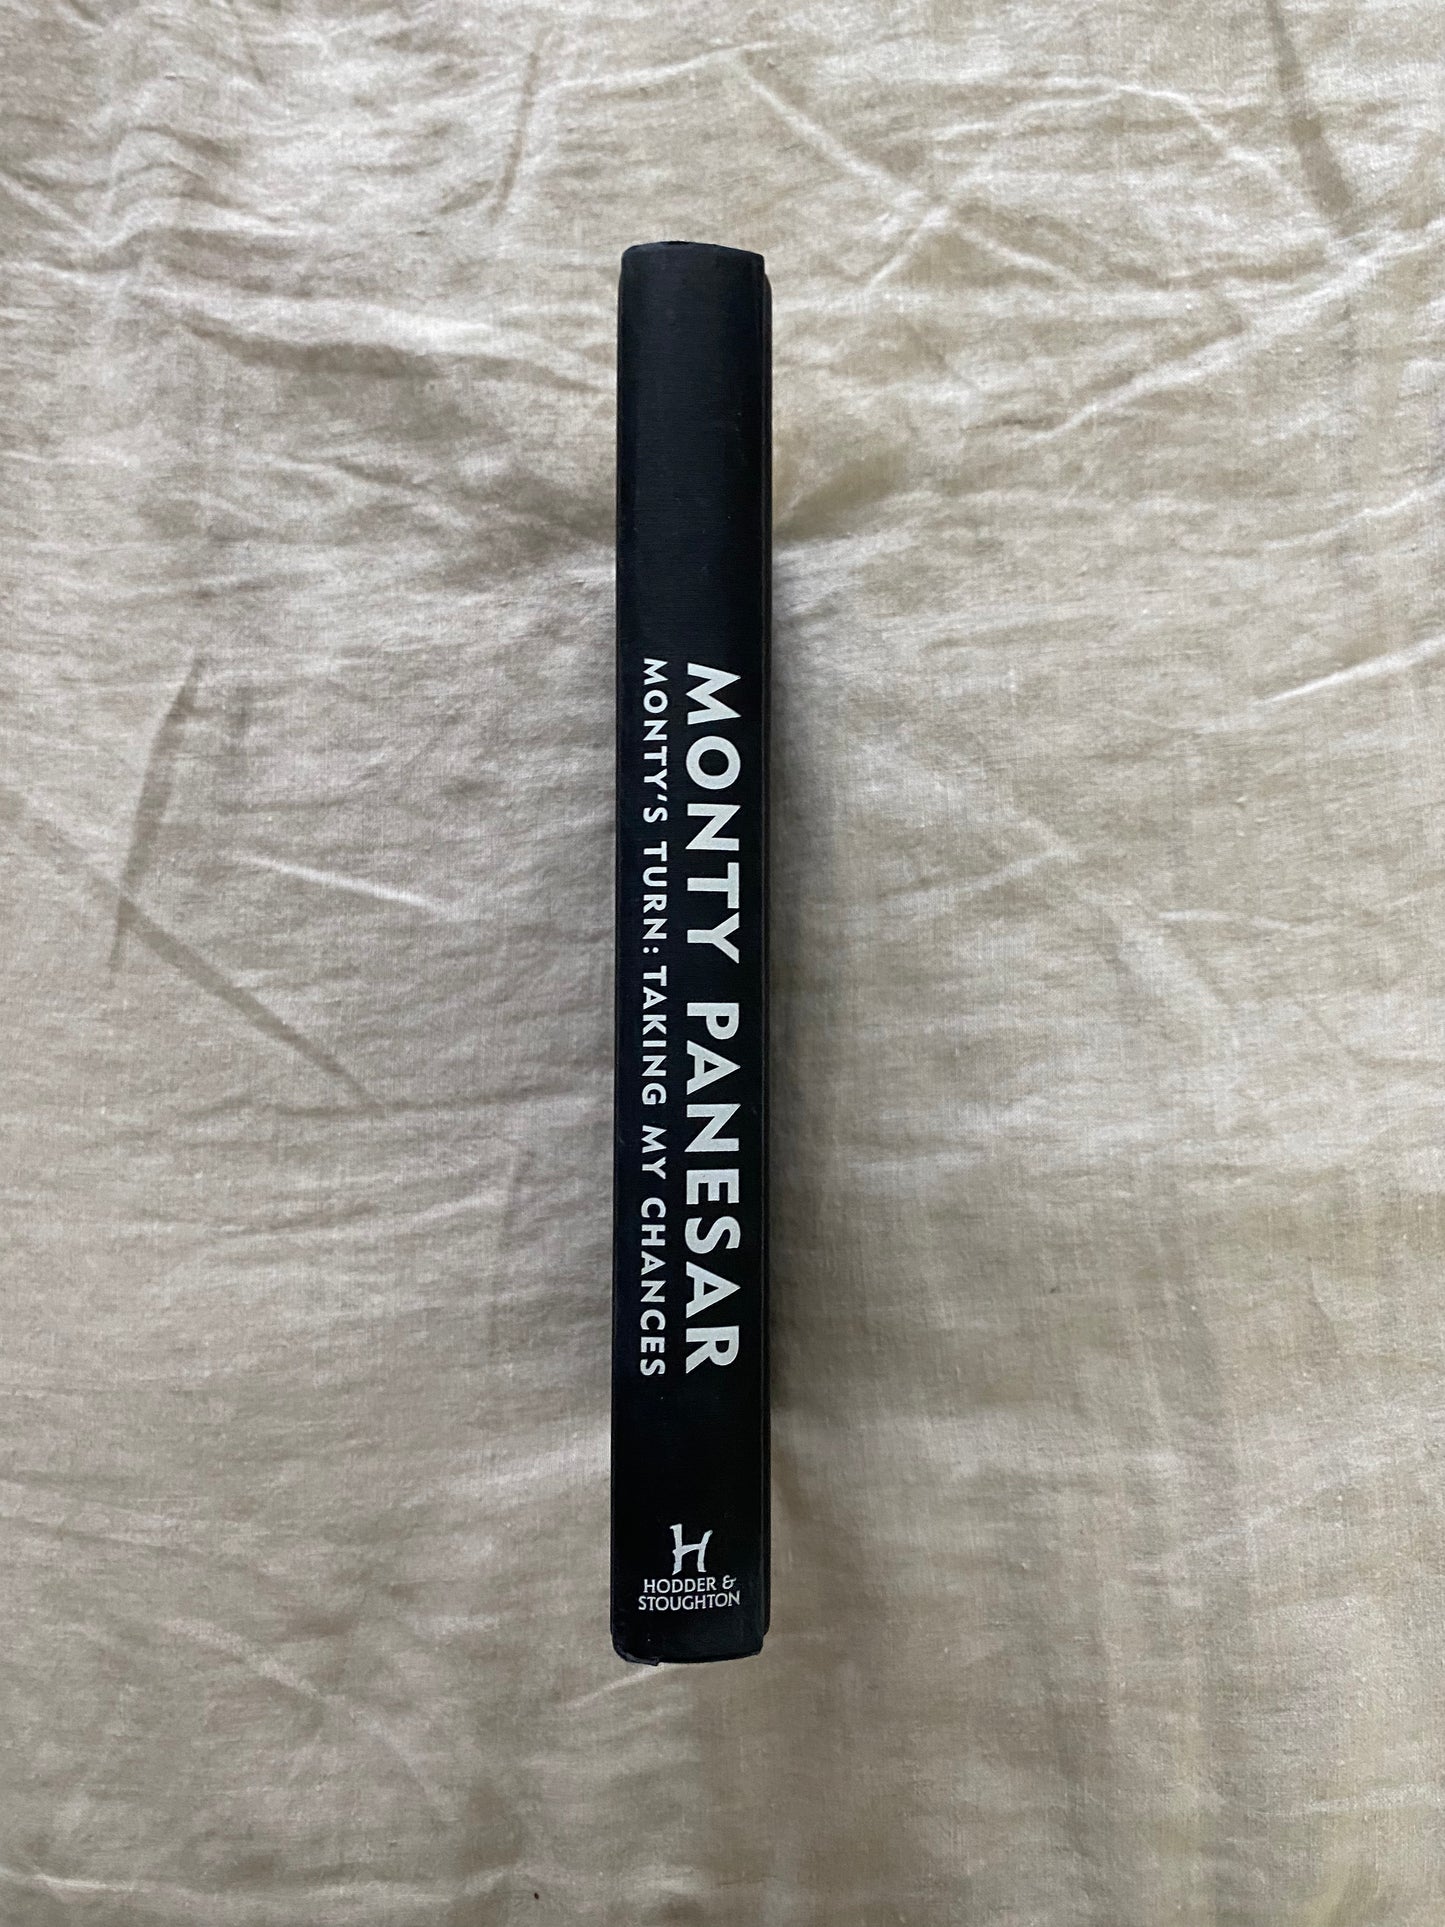 MONTY PANESAR
MONTY'S TURN: TAKING MY CHANCES
H
HODDER &
STOUGHTON